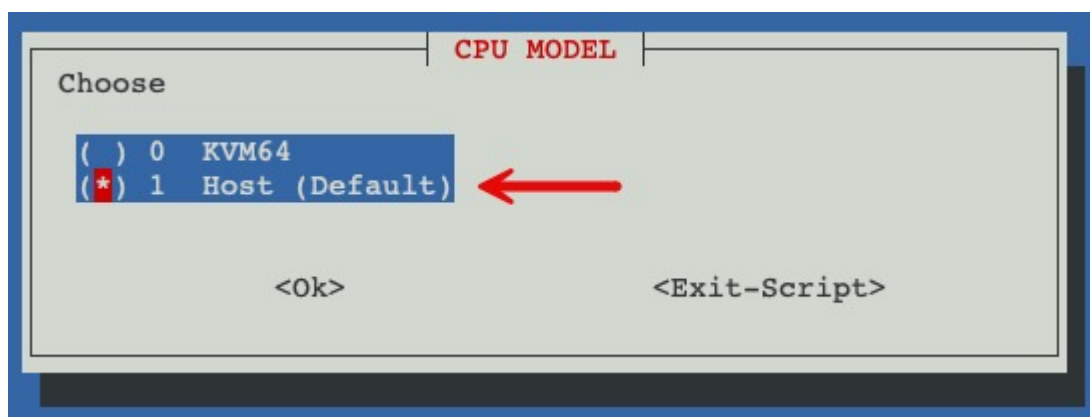 CPU MODEL
Choose
( ) 0 KVM64
(*) 1 Host (Default)
<Ok> <Exit-Script>